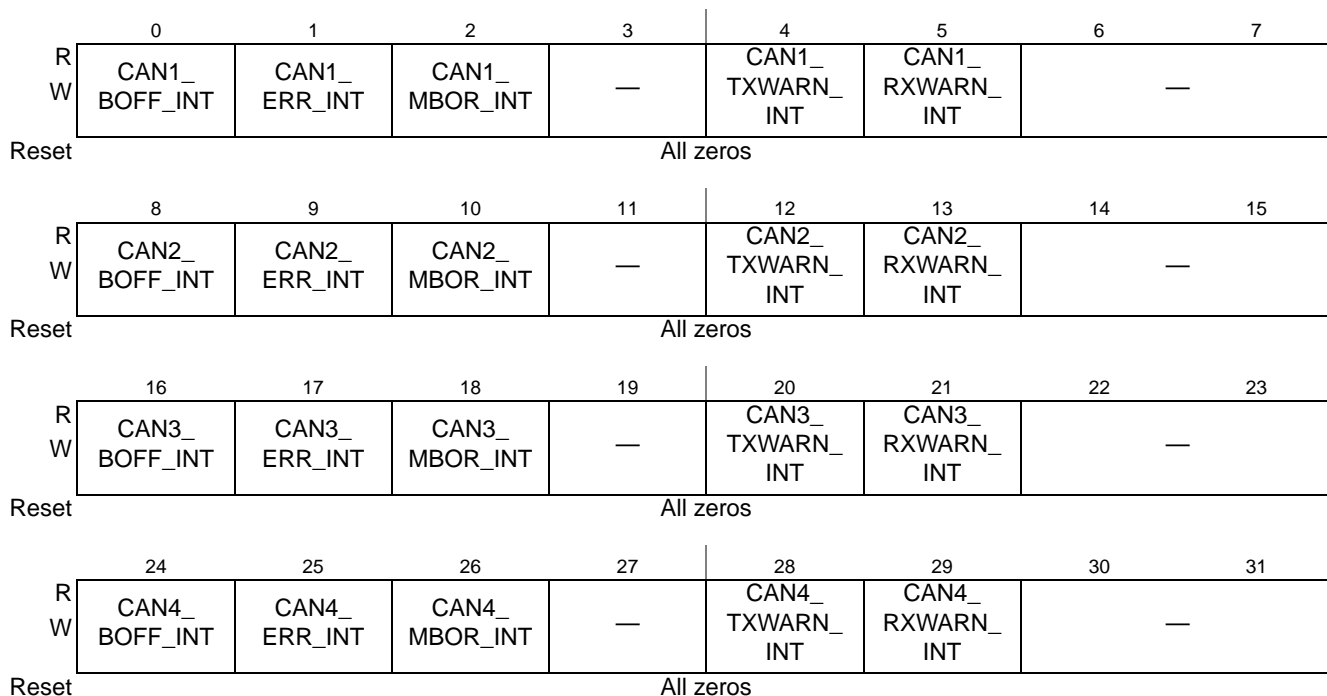 0 1 2 3 4 5 6 7
R
W
CAN1_
BOFF_INT
CAN1_
ERR_INT
CAN1_
MBOR_INT
—
CAN1_
TXWARN_
INT
CAN1_
RXWARN_
INT
—
Reset All zeros
8 9 10 11 12 13 14 15
R
W
CAN2_
BOFF_INT
CAN2_
ERR_INT
CAN2_
MBOR_INT
—
CAN2_
TXWARN_
INT
CAN2_
RXWARN_
INT
—
Reset All zeros
16 17 18 19 20 21 22 23
R
W
CAN3_
BOFF_INT
CAN3_
ERR_INT
CAN3_
MBOR_INT
—
CAN3_
TXWARN_
INT
CAN3_
RXWARN_
INT
—
Reset All zeros
24 25 26 27 28 29 30 31
R
W
CAN4_
BOFF_INT
CAN4_
ERR_INT
CAN4_
MBOR_INT
—
CAN4_
TXWARN_
INT
CAN4_
RXWARN_
INT
—
Reset All zeros